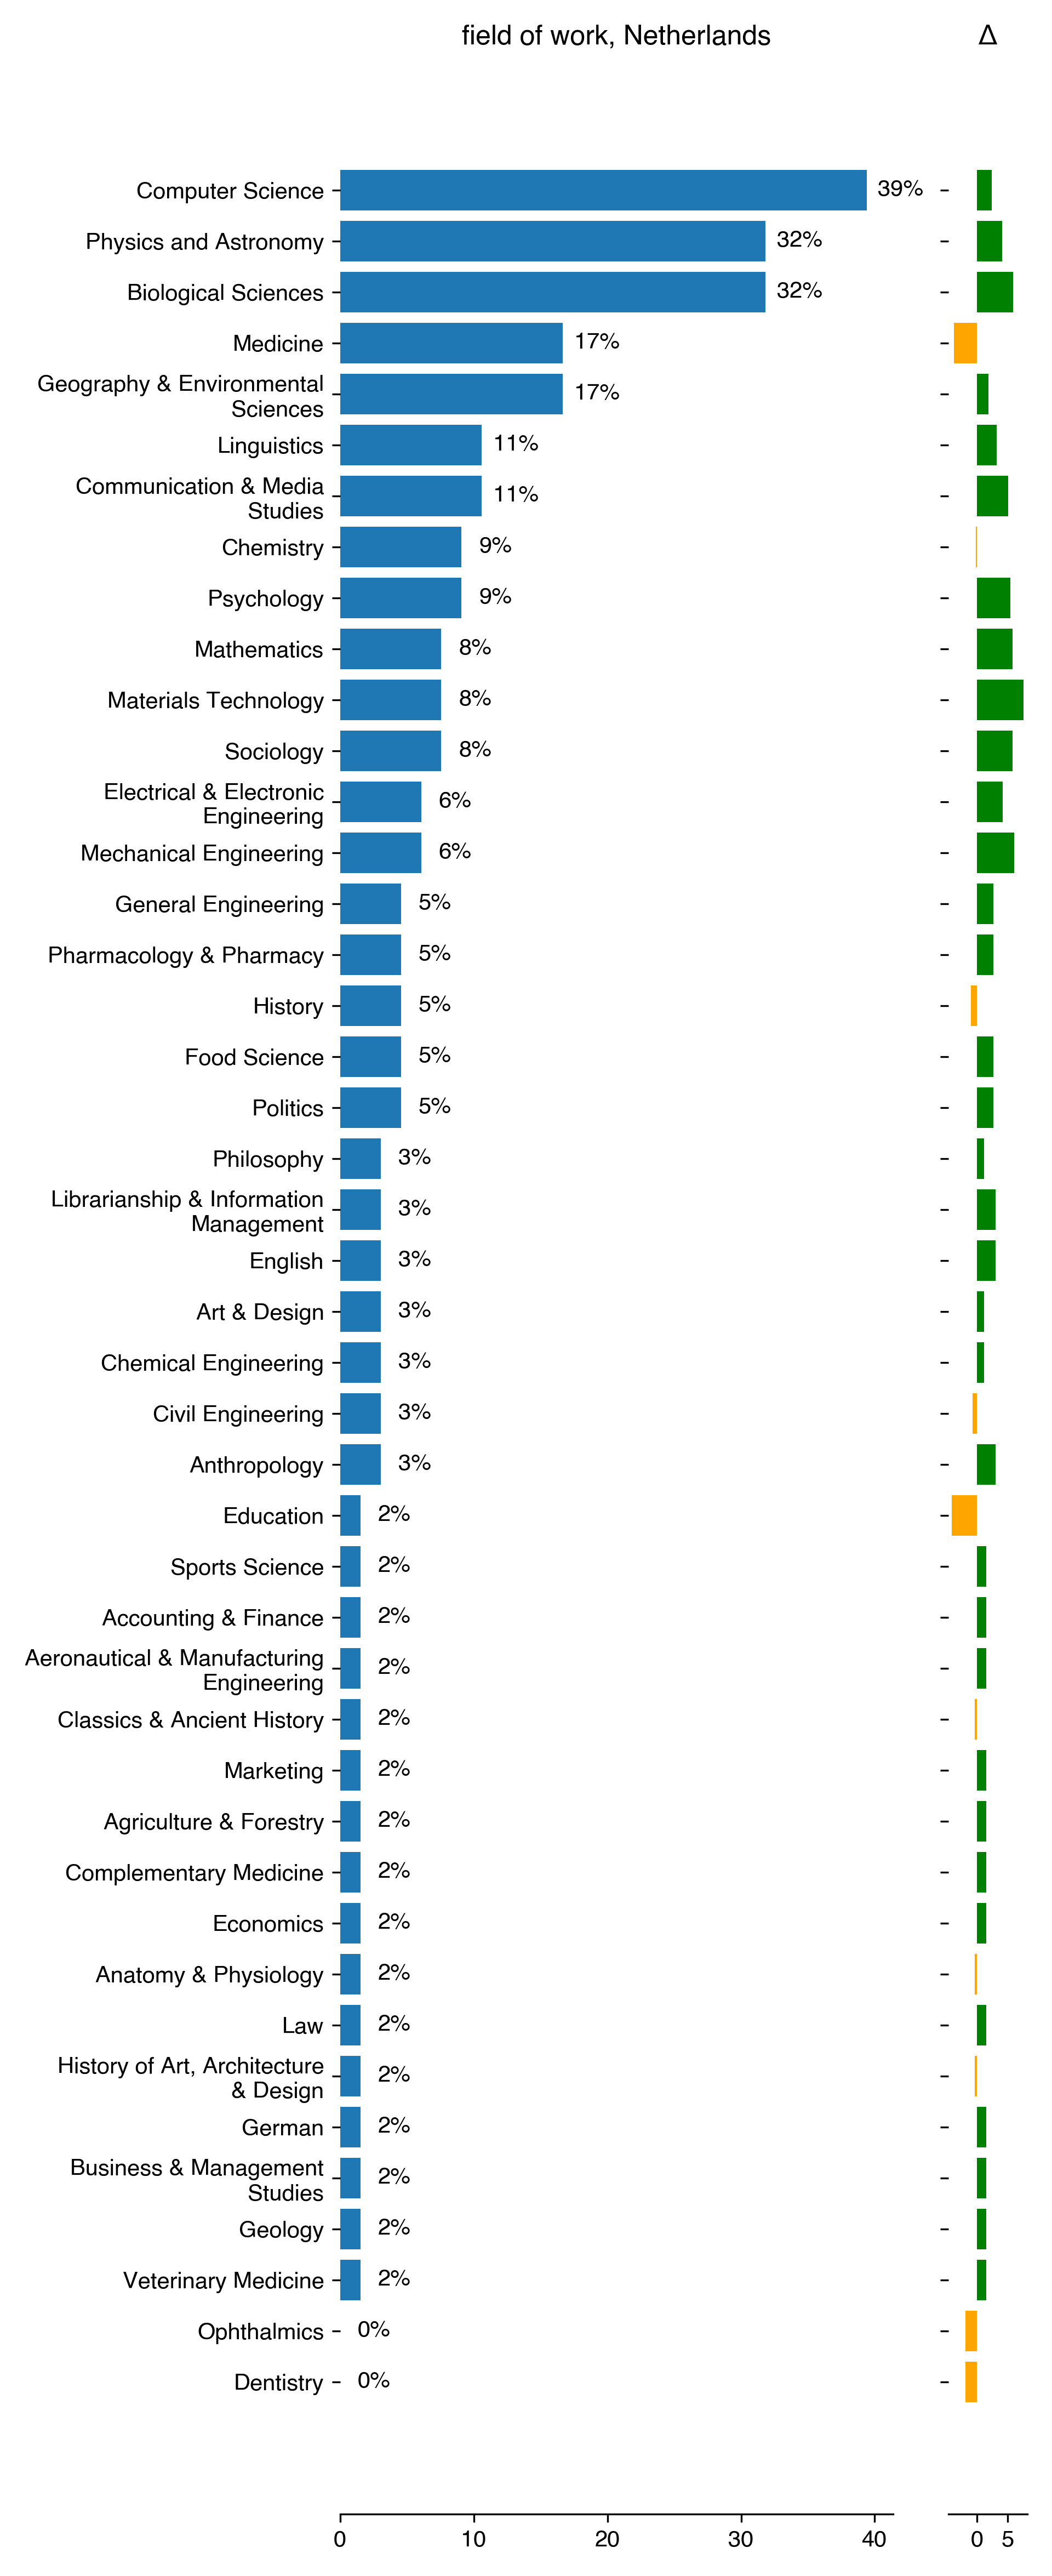 field of work, Netherlands Δ
Computer Science 39%
Physics and Astronomy 32%
Biological Sciences 32%
Medicine 17%
Geography & Environmental
Sciences 17%
Linguistics 11%
Communication & Media
Studies 11%
Chemistry 9%
Psychology 9%
Mathematics 8%
Materials Technology 8%
Sociology 8%
Electrical & Electronic
Engineering 6%
Mechanical Engineering 6%
General Engineering 5%
Pharmacology & Pharmacy 5%
History 5%
Food Science 5%
Politics 5%
Philosophy 3%
Librarianship & Information
Management 3%
English 3%
Art & Design 3%
Chemical Engineering 3%
Civil Engineering 3%
Anthropology 3%
Education 2%
Sports Science 2%
Accounting & Finance 2%
Aeronautical & Manufacturing
Engineering 2%
Classics & Ancient History 2%
Marketing 2%
Agriculture & Forestry 2%
Complementary Medicine 2%
Economics 2%
Anatomy & Physiology 2%
Law 2%
History of Art, Architecture
& Design 2%
German 2%
Business & Management
Studies 2%
Geology 2%
Veterinary Medicine 2%
Ophthalmics 0%
Dentistry 0%
0 10 20 30 40 0 5